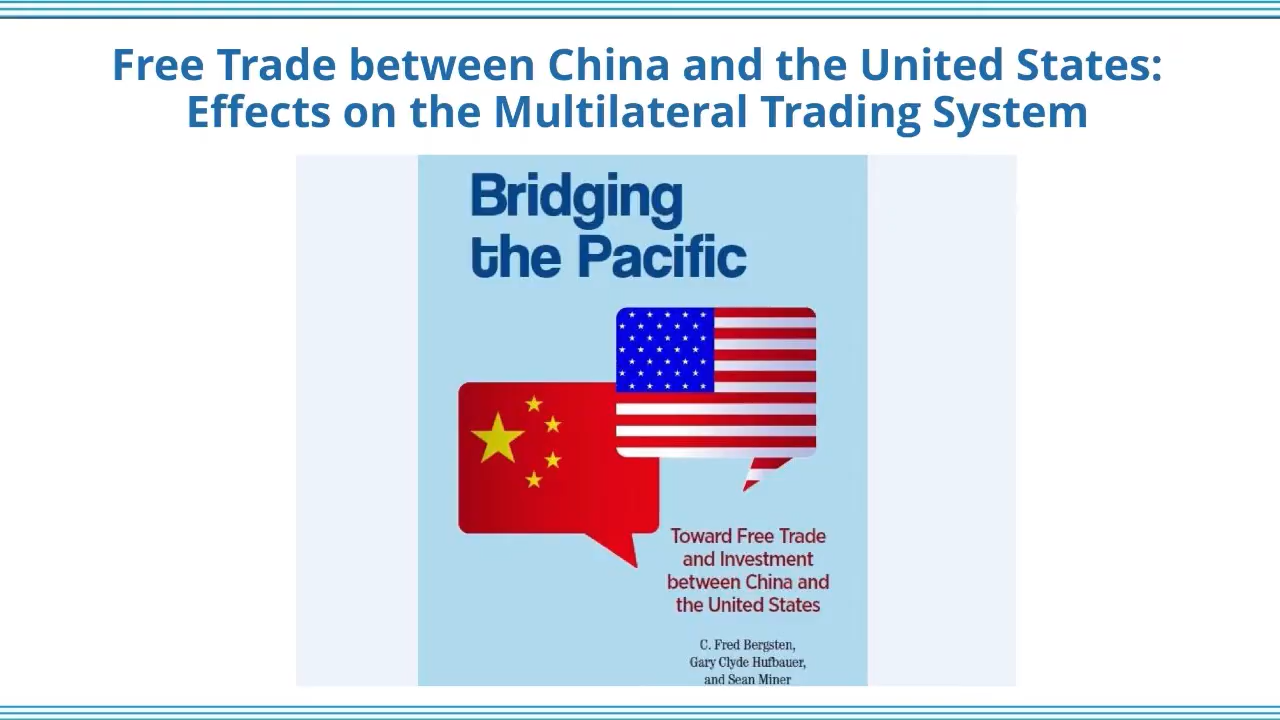 Free Trade between China and the United States:
Effects on the Multilateral Trading System
Bridging
the Pacific
Toward Free Trade
and Investment
between China and
the United States
C. Fred Bergsten,
Gary Clyde Hufbauer,
and Sean Miner